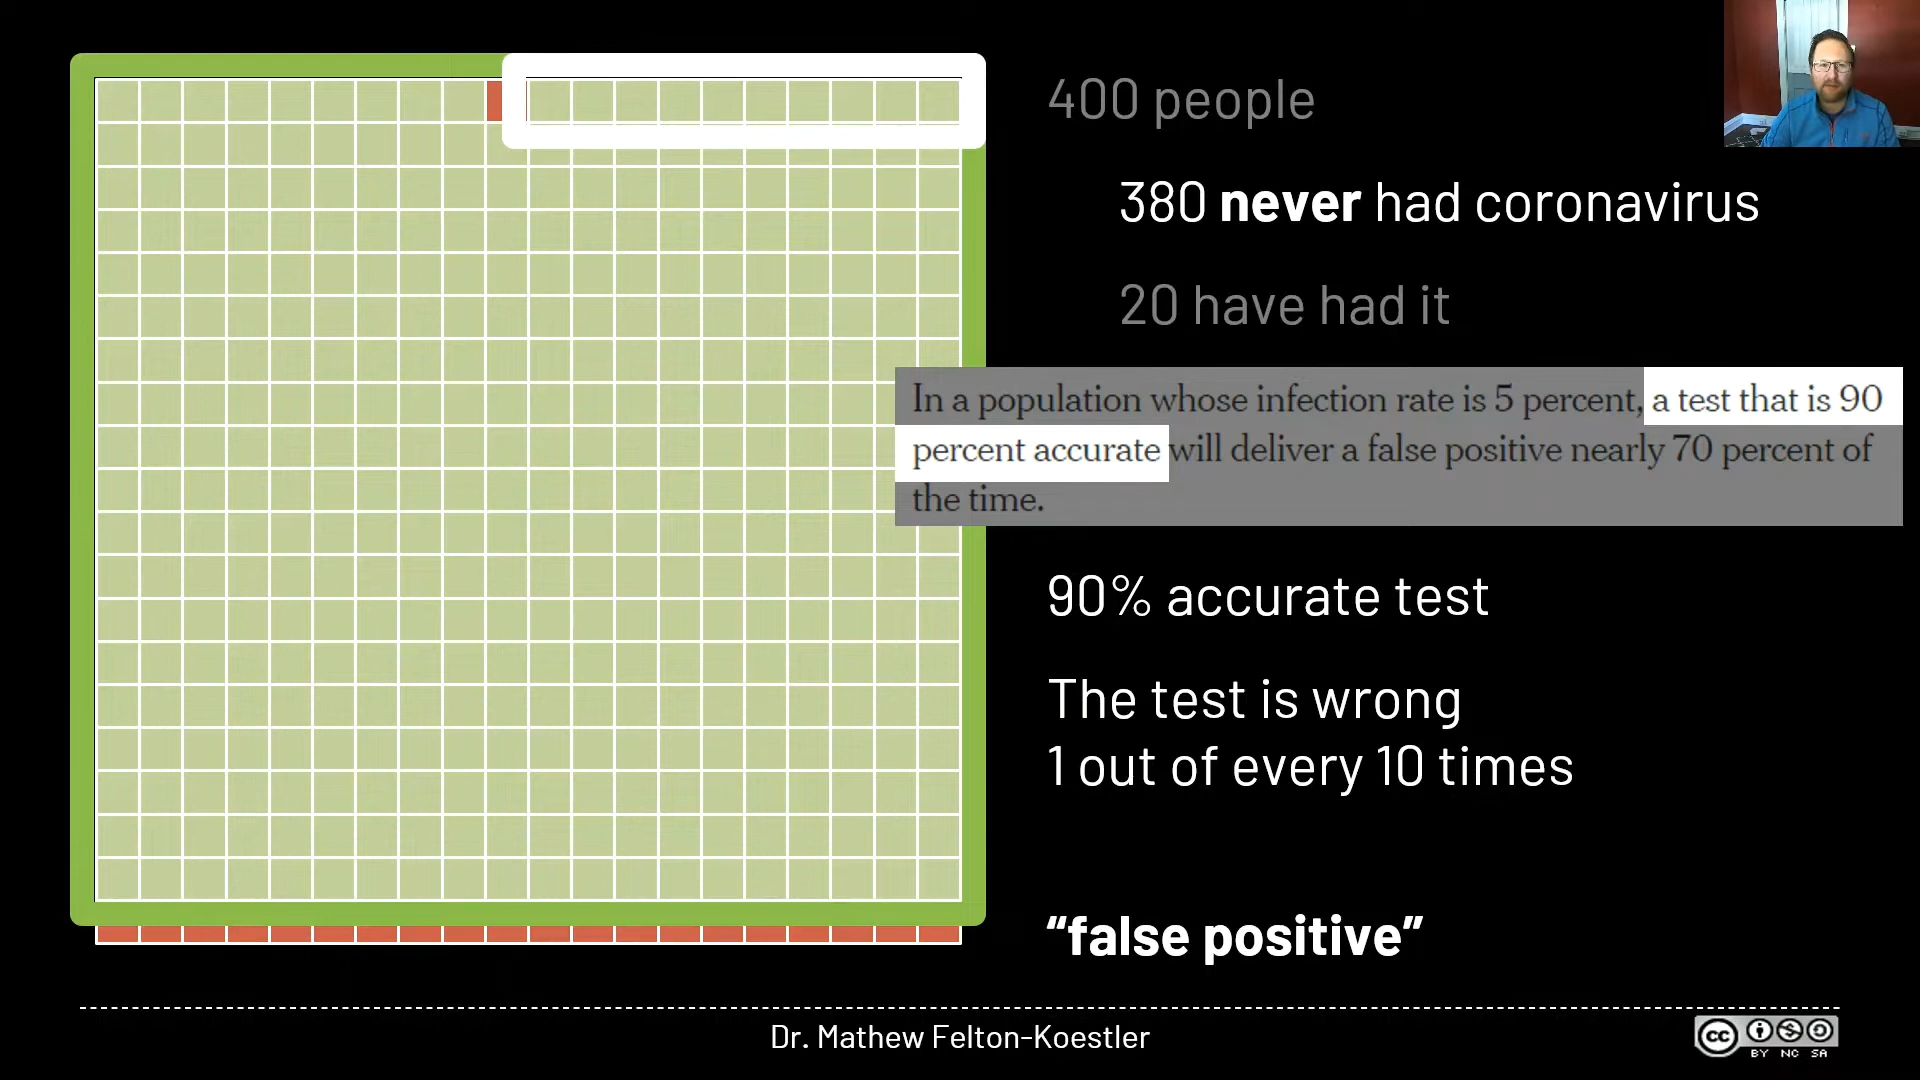 400 people
380 never had coronavirus
20 have had it
In a population whose infection rate is 5 percent, a test that is 90
percent accurate will deliver a false positive nearly 70 percent of
the time.
90% accurate test
The test is wrong
1 out of every 10 times
“false positive”
Dr. Mathew Felton-Koestler
cc
BY NC SA